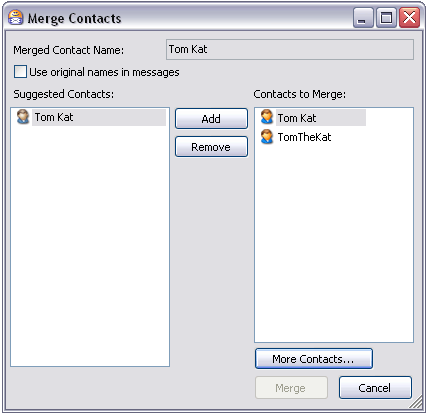 Merge Contacts
Merged Contact Name: Tom Kat
Use original names in messages
Suggested Contacts: Contacts to Merge:
Tom Kat Add Tom Kat
Remove TomTheKat
More Contacts...
Merge Cancel